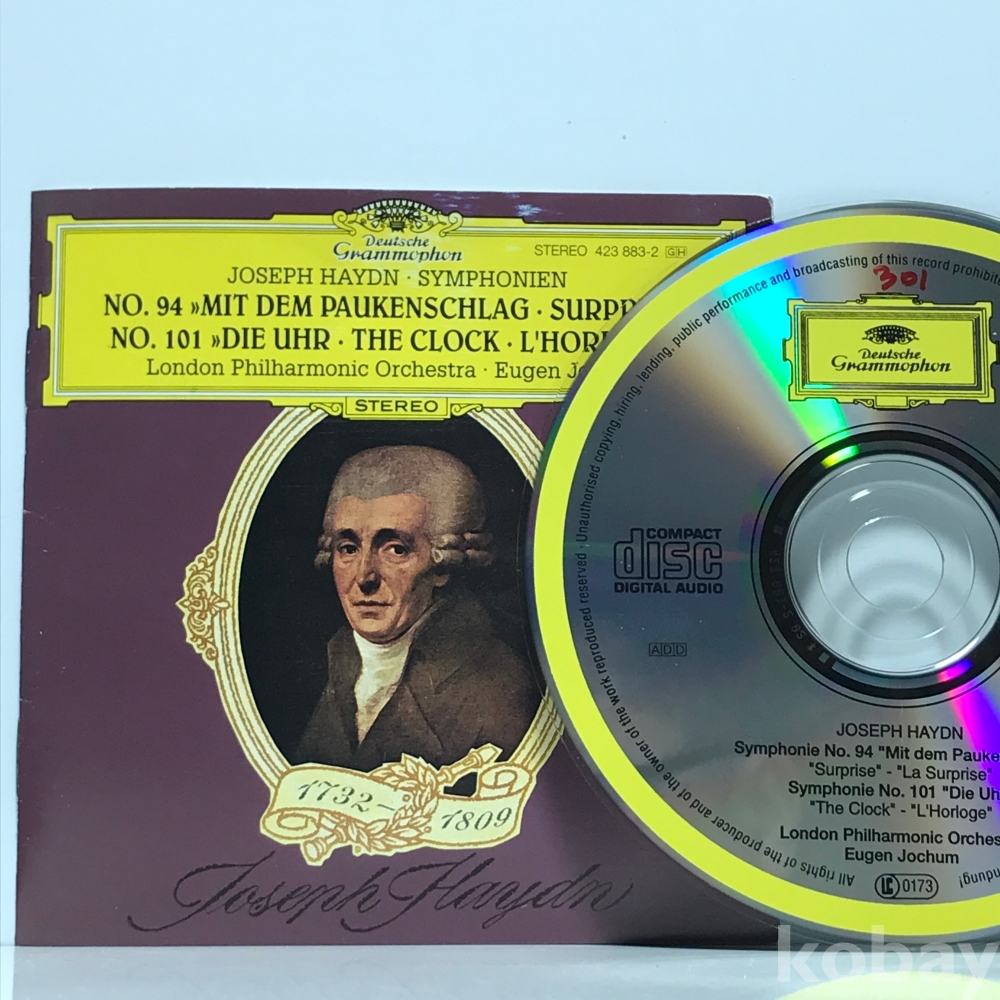 Deutsche
Grammophon
STEREO 423 883-2 GH
JOSEPH HAYDN · SYMPHONIEN
NO. 94 »MIT DEM PAUKENSCHLAG · SURPR
NO. 101 »DIE UHR · THE CLOCK · L'HOR
London Philharmonic Orchestra · Eugen Jo
STEREO
1732–
1809
Joseph Haydn
All rights of the producer and of the owner of the work reproduced reserved · Unauthorised copying, hiring, lending, public performance and broadcasting of this record prohibite
301
Deutsche
Grammophon
COMPACT
disc
DIGITAL AUDIO
ADD
JOSEPH HAYDN
Symphonie No. 94 "Mit dem Pauke
"Surprise" - "La Surprise"
Symphonie No. 101 "Die Uh
"The Clock" - "L'Horloge"
London Philharmonic Orches
Eugen Jochum
LC 0173
ndung!
kobay